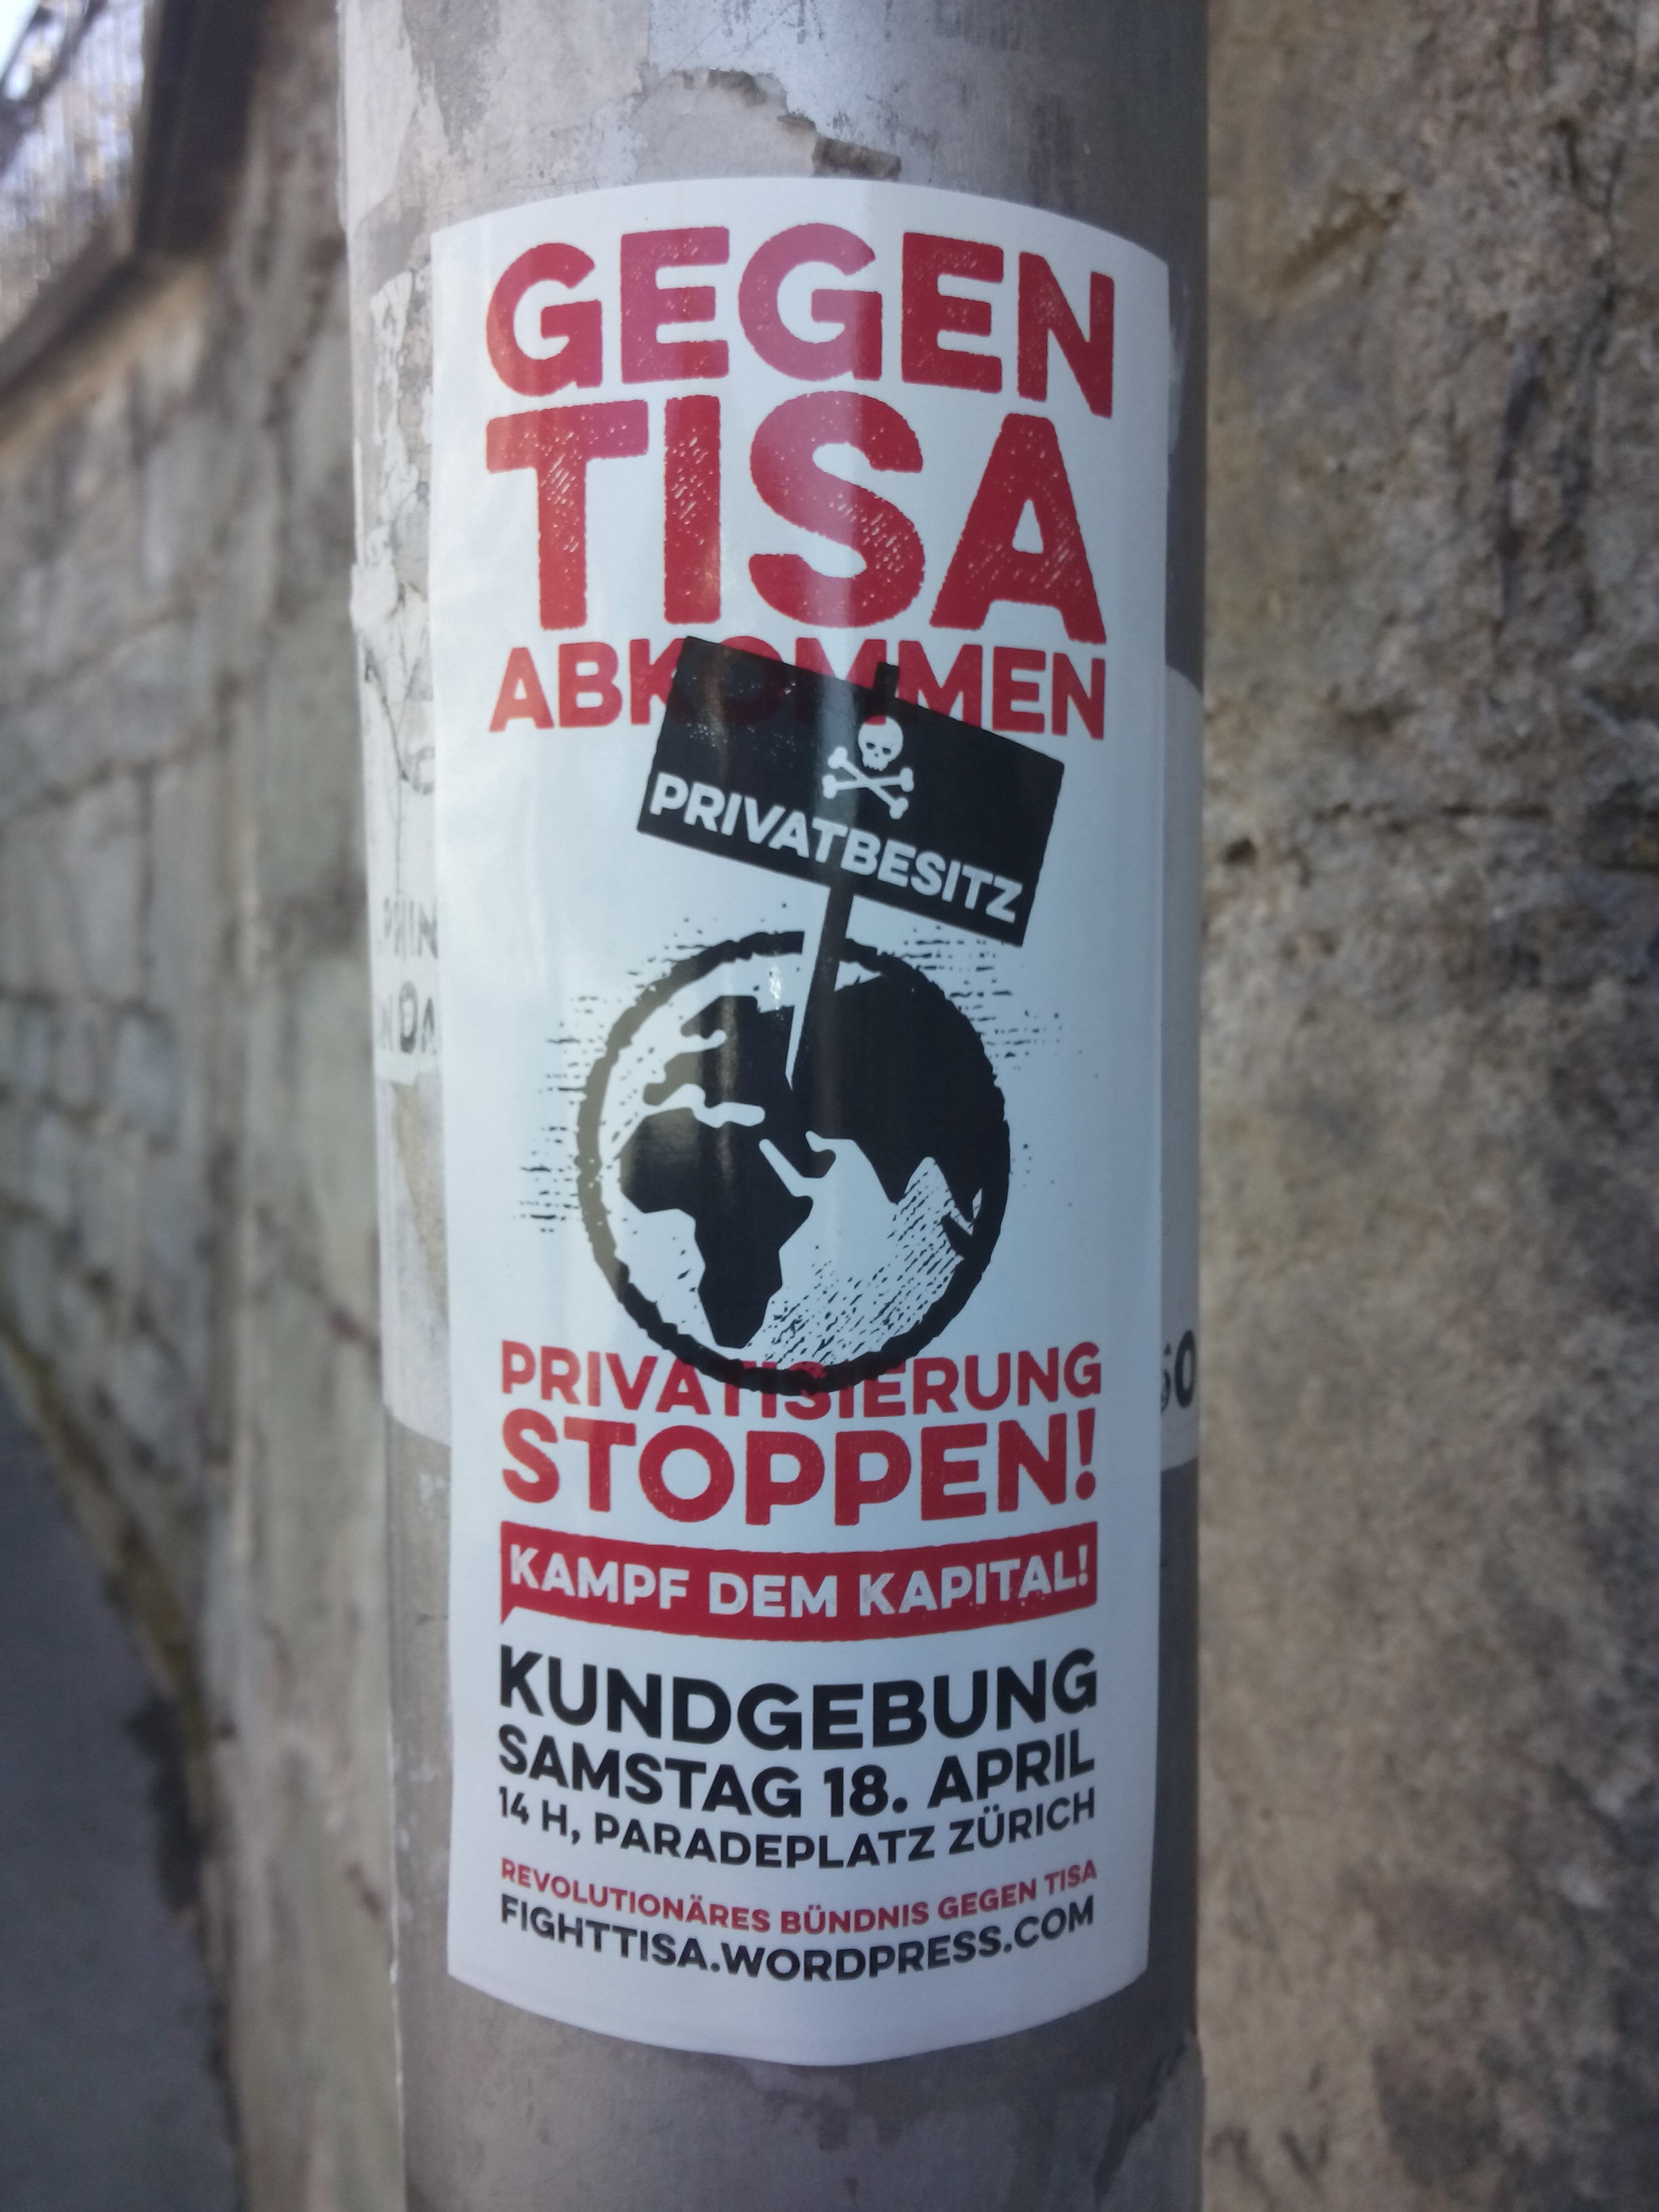 GEGEN
TISA
ABKOMMEN
PRIVATBESITZ
PRIVATISIERUNG
STOPPEN!
KAMPF DEM KAPITAL!
KUNDGEBUNG
SAMSTAG 18. APRIL
14 H, PARADEPLATZ ZÜRICH
REVOLUTIONÄRES BÜNDNIS GEGEN TISA
FIGHTTISA.WORDPRESS.COM